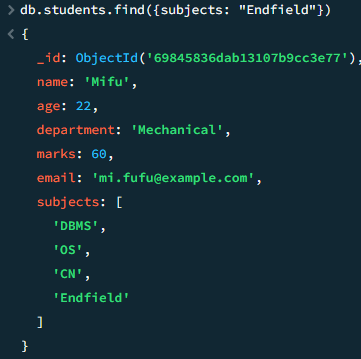 > db.students.find({subjects: "Endfield"})
< {
_id: ObjectId('69845836dab13107b9cc3e77'),
name: 'Mifu',
age: 22,
department: 'Mechanical',
marks: 60,
email: 'mi.fufu@example.com',
subjects: [
'DBMS',
'OS',
'CN',
'Endfield'
]
}